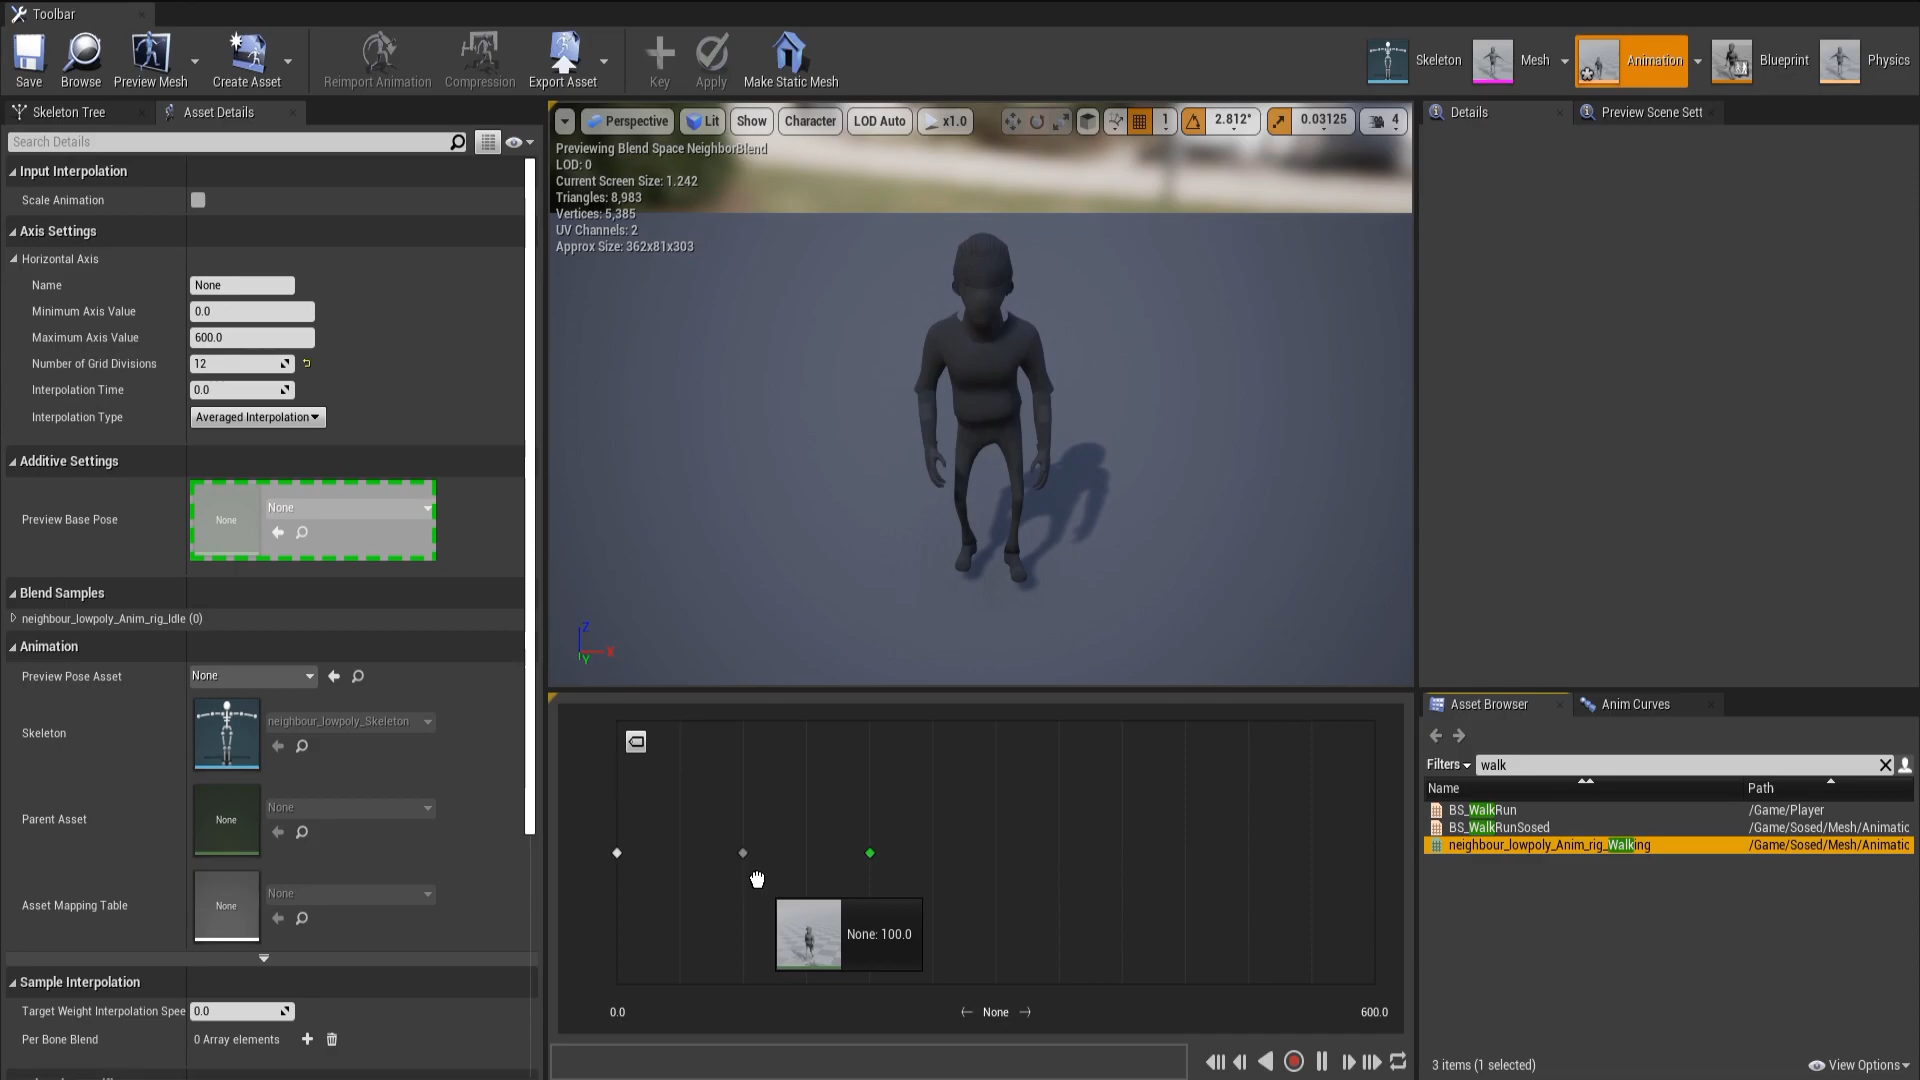 Toolbar
Save
Browse
Preview Mesh
Create Asset
Reimport Animation
Compression
Export Asset
Key
Apply
Make Static Mesh
Skeleton
Mesh
Animation
Blueprint
Physics
Skeleton Tree
Asset Details
Search Details
Input Interpolation
Scale Animation
Axis Settings
Horizontal Axis
Name
None
Minimum Axis Value
0.0
Maximum Axis Value
600.0
Number of Grid Divisions
12
Interpolation Time
0.0
Interpolation Type
Averaged Interpolation
Additive Settings
Preview Base Pose
None
None
Blend Samples
neighbour_lowpoly_Anim_rig_Idle (0)
Animation
Preview Pose Asset
None
Skeleton
neighbour_lowpoly_Skeleton
Parent Asset
None
None
Asset Mapping Table
None
None
Sample Interpolation
Target Weight Interpolation Spee
0.0
Per Bone Blend
0 Array elements
Perspective
Lit
Show
Character
LOD Auto
x1.0
1
2.812°
0.03125
4
Previewing Blend Space NeighborBlend
LOD: 0
Current Screen Size: 1.242
Triangles: 8,983
Vertices: 5,385
UV Channels: 2
Approx Size: 362x81x303
Z
X
Y
None: 100.0
0.0
None
600.0
Details
Preview Scene Sett
Asset Browser
Anim Curves
Filters
walk
Name
Path
BS_WalkRun
/Game/Player
BS_WalkRunSosed
/Game/Sosed/Mesh/Animatic
neighbour_lowpoly_Anim_rig_Walking
/Game/Sosed/Mesh/Animatic
3 items (1 selected)
View Options